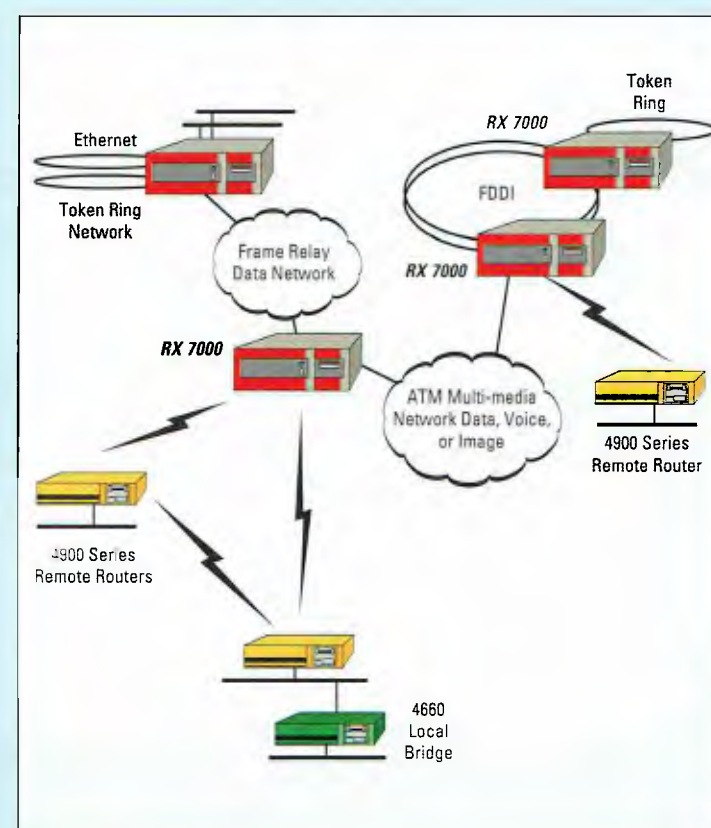 Token
Ring
RX 7000
Ethernet
FDDI
Token Ring
Network
Frame Relay
Data Network
RX 7000
RX 7000
ATM Multi-media
Network Data, Voice,
or Image
4900 Series
Remote Router
4900 Series
Remote Routers
4660
Local
Bridge